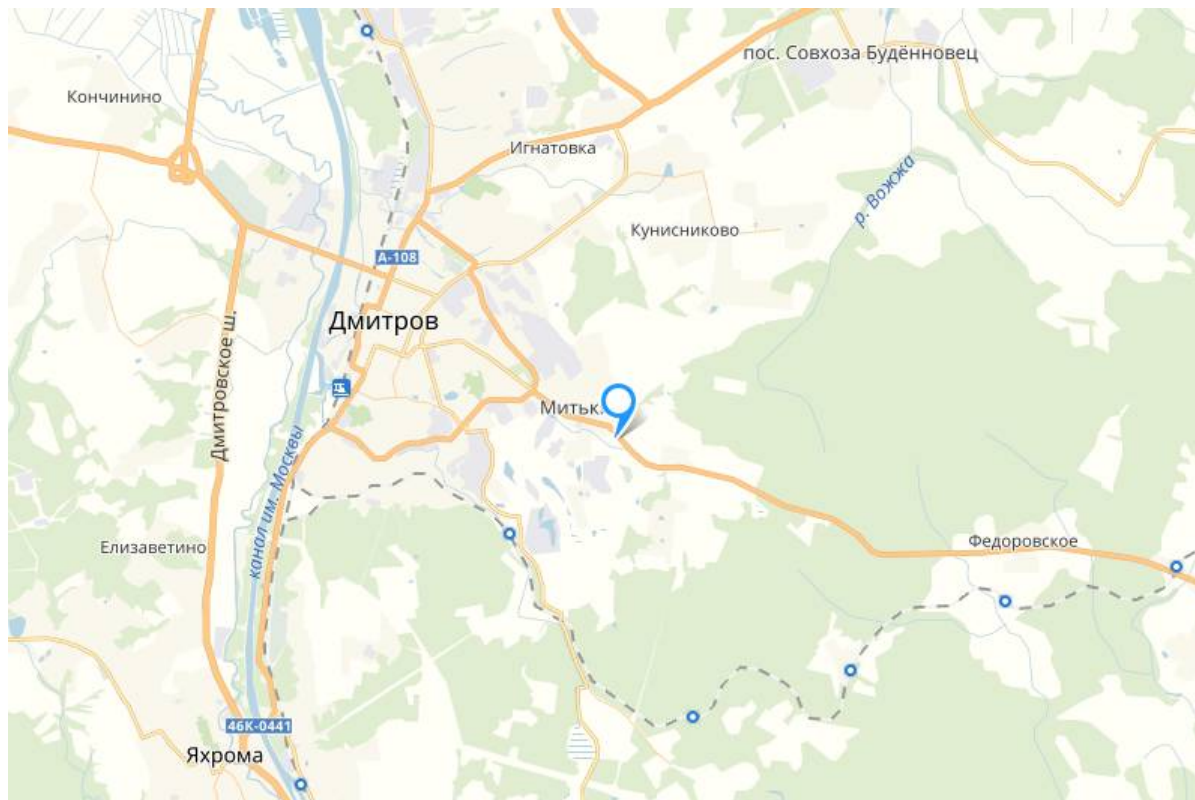 пос. Совхоза Будённовец
Кончинино
Игнатовка
р. Вожжа
Кунисниково
А-108
Дмитров
Дмитровское ш.
Митьк.
канал им. Москвы
Елизаветино
Федоровское
46К-0441
Яхрома